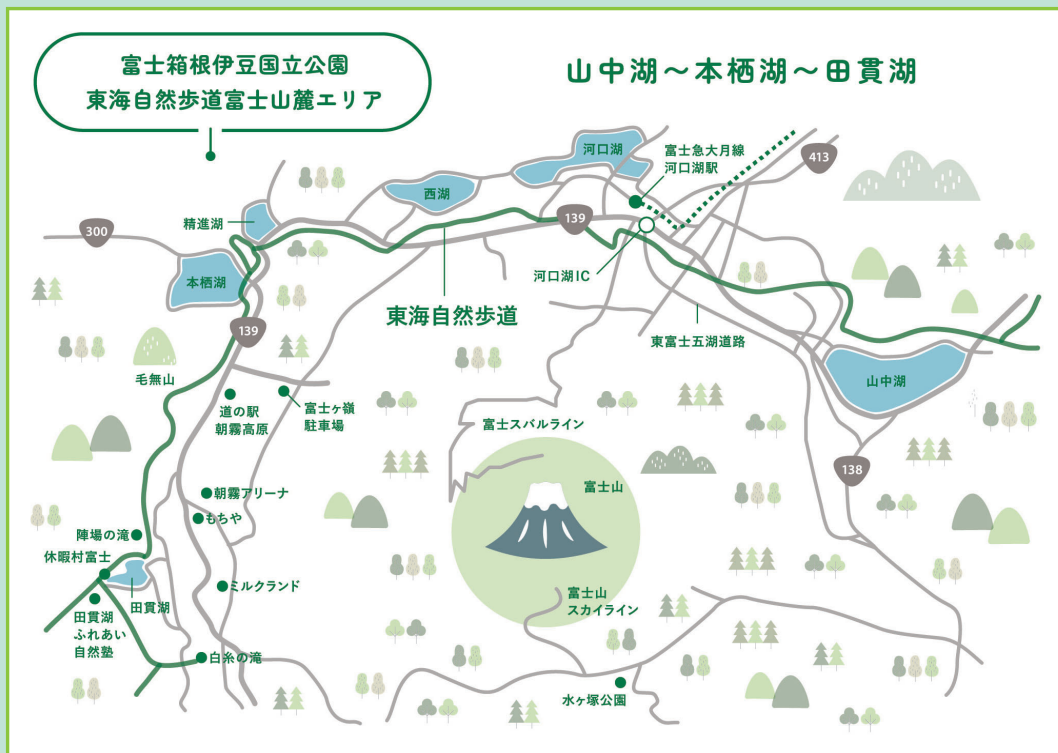 富士箱根伊豆国立公園
東海自然歩道富士山麓エリア
山中湖～本栖湖～田貫湖
河口湖
富士急大月線
河口湖駅
413
西湖
精進湖
139
300
河口湖IC
本栖湖
東海自然歩道
139
東富士五湖道路
山中湖
毛無山
道の駅
朝霧高原
富士ヶ嶺
駐車場
富士スバルライン
138
富士山
朝霧アリーナ
もちや
陣場の滝
休暇村富士
ミルクランド
田貫湖
富士山
スカイライン
田貫湖
ふれあい
自然塾
白糸の滝
水ヶ塚公園